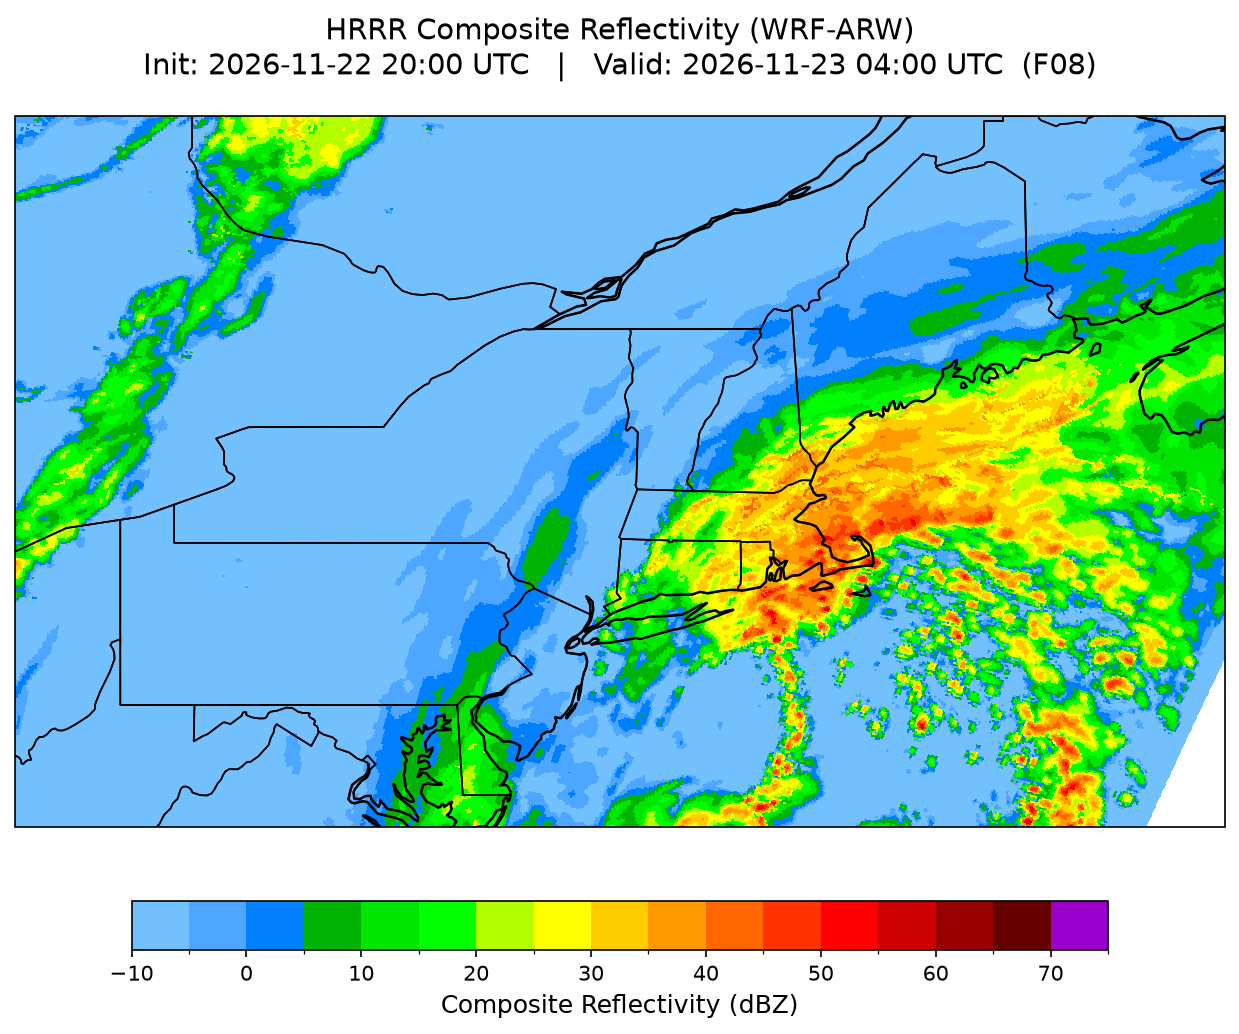 HRRR Composite Reflectivity (WRF-ARW)
Init: 2026-11-22 20:00 UTC | Valid: 2026-11-23 04:00 UTC (F08)
−10 0 10 20 30 40 50 60 70
Composite Reflectivity (dBZ)